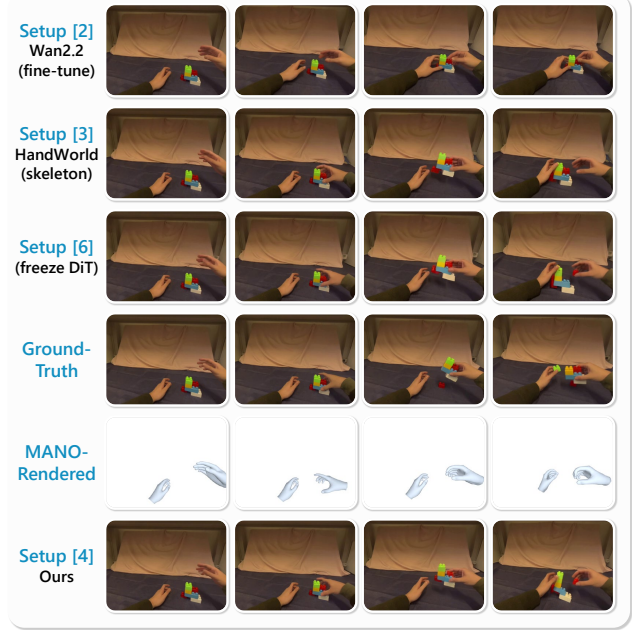 Setup [2]
Wan2.2
(fine-tune)
Setup [3]
HandWorld
(skeleton)
Setup [6]
(freeze DiT)
Ground-
Truth
MANO-
Rendered
Setup [4]
Ours